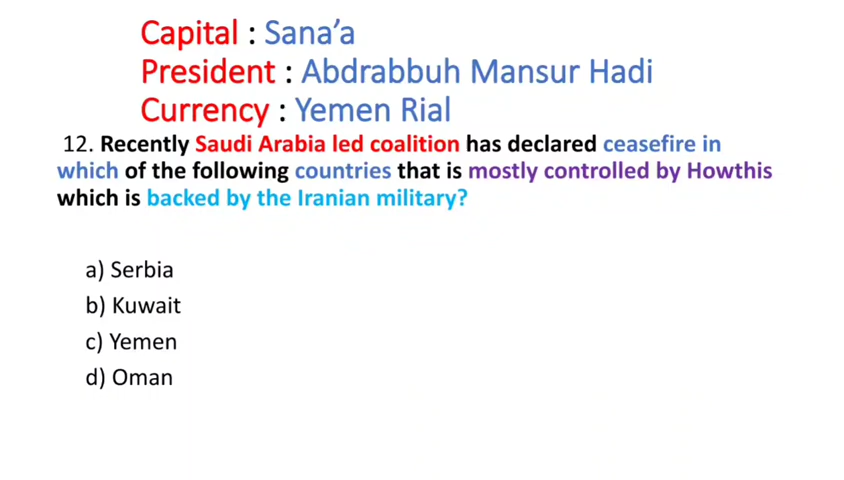 Capital : Sana’a
President : Abdrabbuh Mansur Hadi
Currency : Yemen Rial
12. Recently Saudi Arabia led coalition has declared ceasefire in
which of the following countries that is mostly controlled by Howthis
which is backed by the Iranian military?
a) Serbia
b) Kuwait
c) Yemen
d) Oman